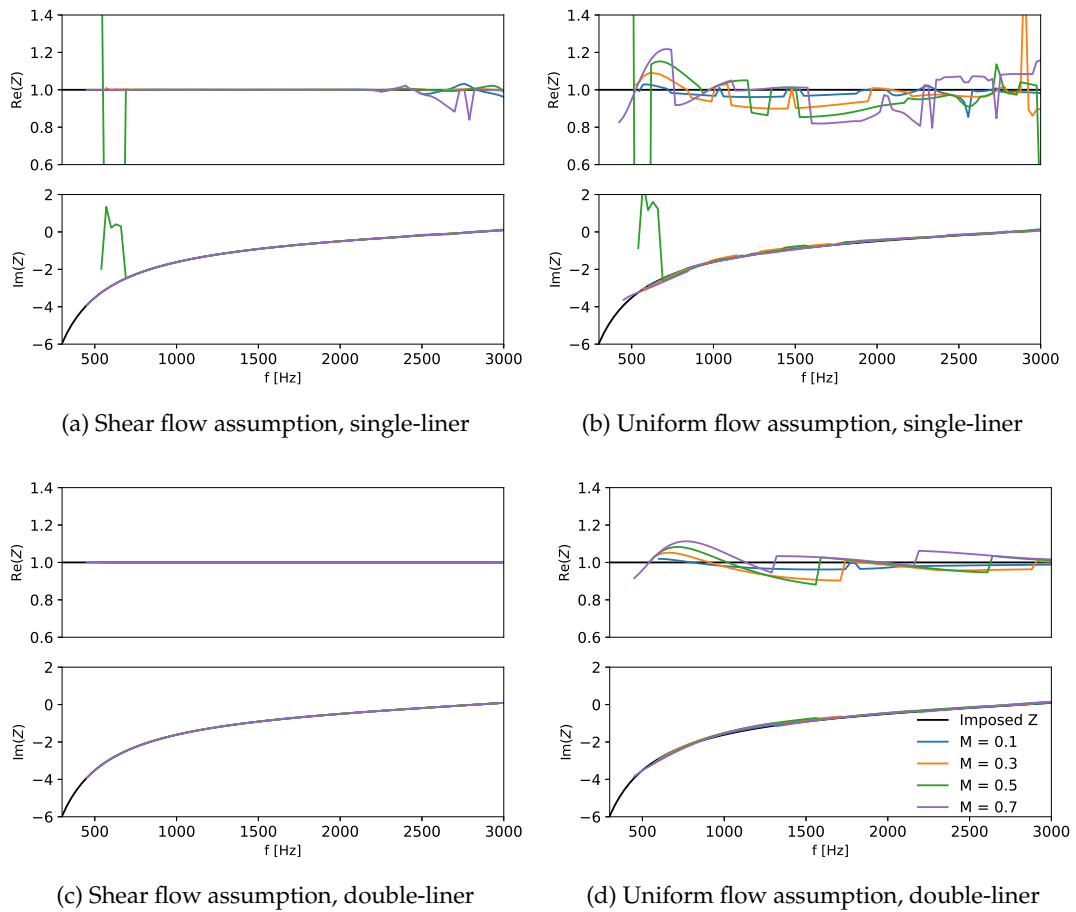 1.4
1.2
1.0
0.8
0.6
Re(Z)
2
0
−2
−4
−6
Im(Z)
500 1000 1500 2000 2500 3000
f [Hz]
(a) Shear flow assumption, single-liner
1.4
1.2
1.0
0.8
0.6
Re(Z)
2
0
−2
−4
−6
Im(Z)
500 1000 1500 2000 2500 3000
f [Hz]
(b) Uniform flow assumption, single-liner
1.4
1.2
1.0
0.8
0.6
Re(Z)
2
0
−2
−4
−6
Im(Z)
500 1000 1500 2000 2500 3000
f [Hz]
(c) Shear flow assumption, double-liner
1.4
1.2
1.0
0.8
0.6
Re(Z)
2
0
−2
−4
−6
Im(Z)
Imposed Z
M = 0.1
M = 0.3
M = 0.5
M = 0.7
500 1000 1500 2000 2500 3000
f [Hz]
(d) Uniform flow assumption, double-liner